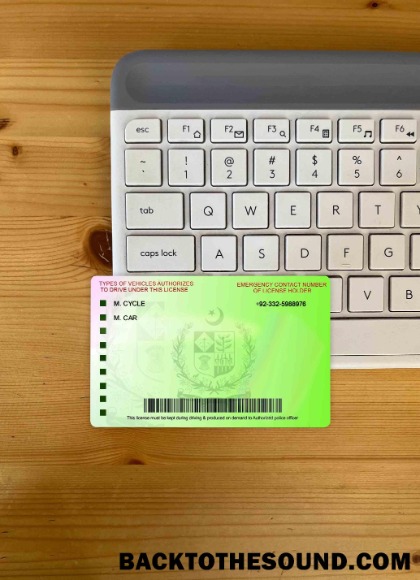 esc F1 F2 F3 F4 F5 F6
~ ! @ # $ % ^
` 1 2 3 4 5 6
tab Q W E R T
caps lock A S D F G
V B
TYPES OF VEHICLES AUTHORIZES EMERGENCY CONTACT NUMBER
TO DRIVE UNDER THIS LICENSE OF LICENSE HOLDER
M. CYCLE +92-332-5988976
M. CAR
This license must be kept during driving & produced on demand to Authorized police officer
BACKTOTHESOUND.COM